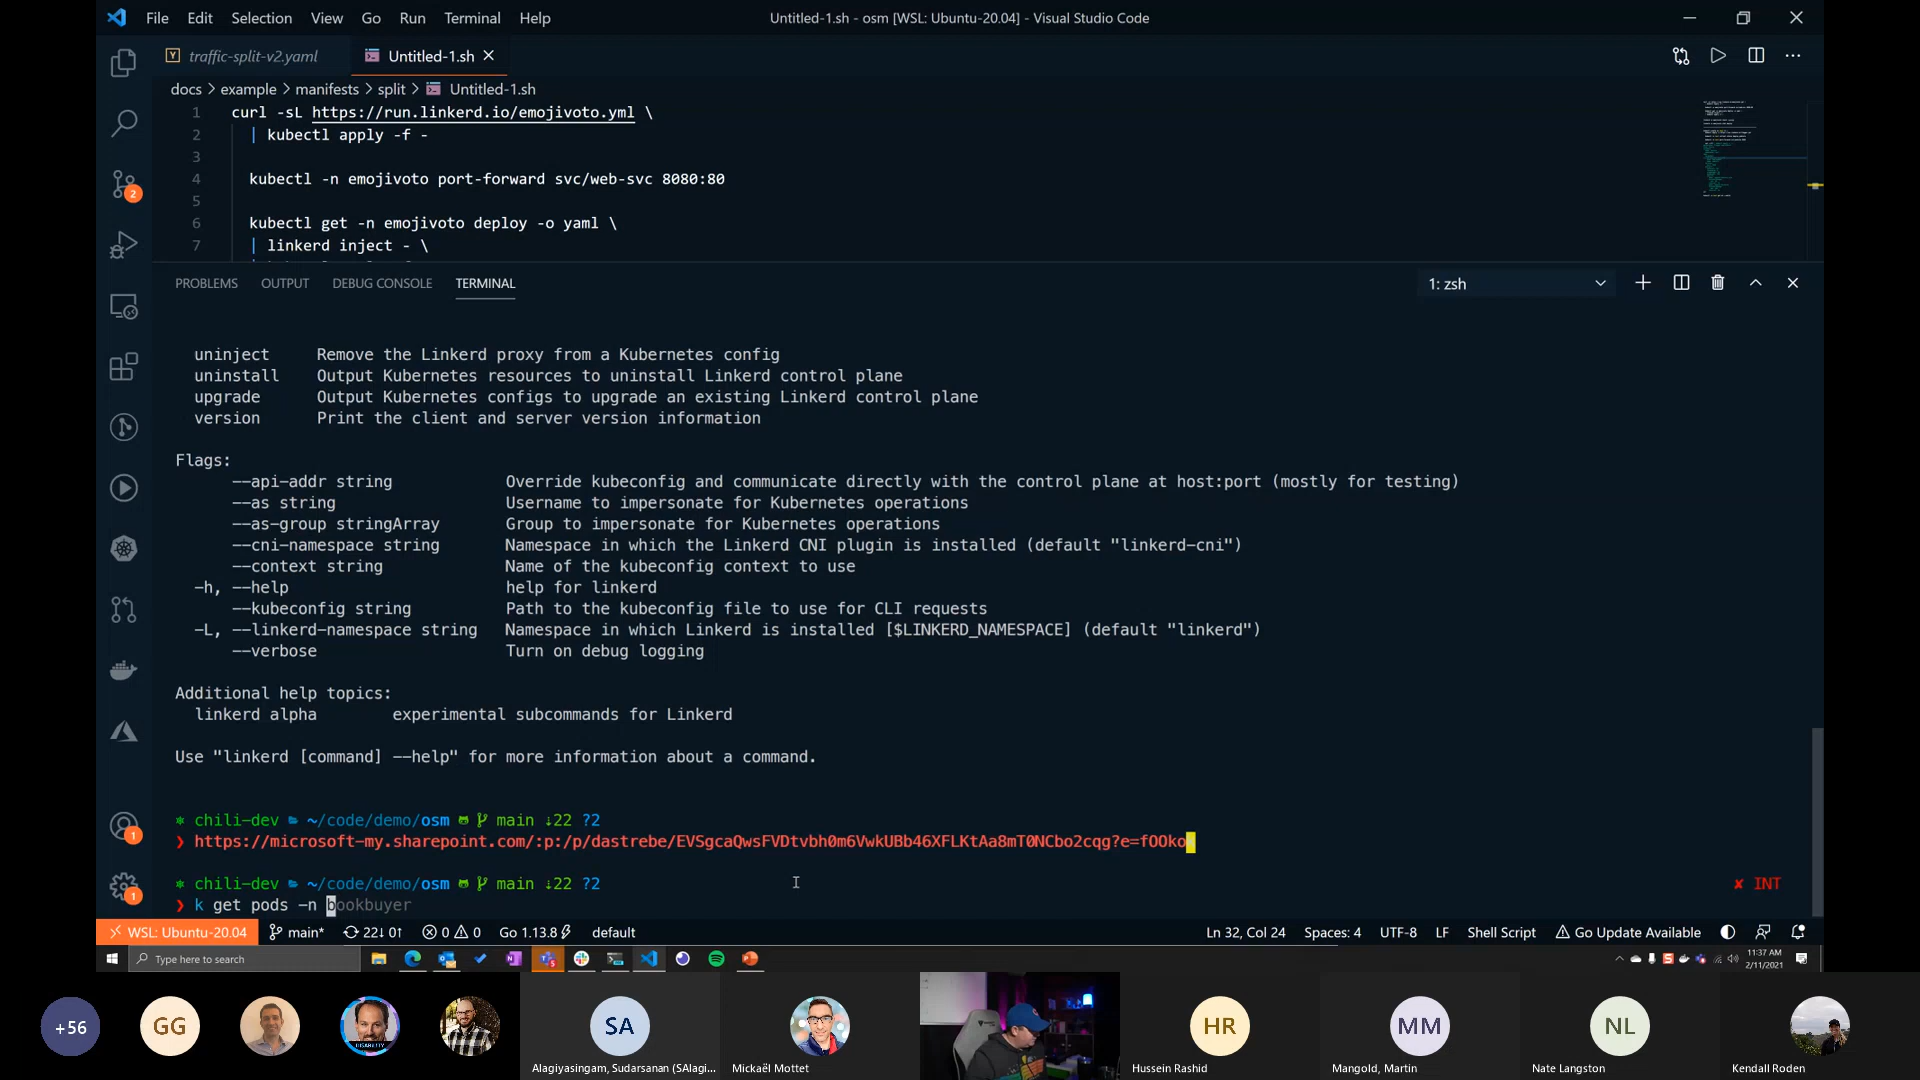 File Edit Selection View Go Run Terminal Help
Untitled-1.sh - osm [WSL: Ubuntu-20.04] - Visual Studio Code
traffic-split-v2.yaml
Untitled-1.sh
docs > example > manifests > split > Untitled-1.sh
1 curl -sL https://run.linkerd.io/emojivoto.yml \
2 | kubectl apply -f -
3
4 kubectl -n emojivoto port-forward svc/web-svc 8080:80
5
6 kubectl get -n emojivoto deploy -o yaml \
7 | linkerd inject - \
2
PROBLEMS OUTPUT DEBUG CONSOLE TERMINAL
1: zsh
uninject Remove the Linkerd proxy from a Kubernetes config
uninstall Output Kubernetes resources to uninstall Linkerd control plane
upgrade Output Kubernetes configs to upgrade an existing Linkerd control plane
version Print the client and server version information
Flags:
--api-addr string Override kubeconfig and communicate directly with the control plane at host:port (mostly for testing)
--as string Username to impersonate for Kubernetes operations
--as-group stringArray Group to impersonate for Kubernetes operations
--cni-namespace string Namespace in which the Linkerd CNI plugin is installed (default "linkerd-cni")
--context string Name of the kubeconfig context to use
-h, --help help for linkerd
--kubeconfig string Path to the kubeconfig file to use for CLI requests
-L, --linkerd-namespace string Namespace in which Linkerd is installed [$LINKERD_NAMESPACE] (default "linkerd")
--verbose Turn on debug logging
Additional help topics:
linkerd alpha experimental subcommands for Linkerd
Use "linkerd [command] --help" for more information about a command.
chili-dev ~/code/demo/osm main ↓22 ?2
❯ https://microsoft-my.sharepoint.com/:p:/p/dastrebe/EVSgcaQwsFVDtvbh0m6VwkUBb46XFLKtAa8mT0NCbo2cqg?e=fOOko
chili-dev ~/code/demo/osm main ↓22 ?2
✘ INT
❯ k get pods -n bookbuyer
1
1
WSL: Ubuntu-20.04 main* 22↓ 0↑ 0 0 Go 1.13.8 default
Ln 32, Col 24 Spaces: 4 UTF-8 LF Shell Script Go Update Available
Type here to search
11:37 AM
2/11/2021
+56
GG
SA
HR
MM
NL
Alagiyasingam, Sudarsanan (SAlagi...
Mickaël Mottet
Hussein Rashid
Mangold, Martin
Nate Langston
Kendall Roden